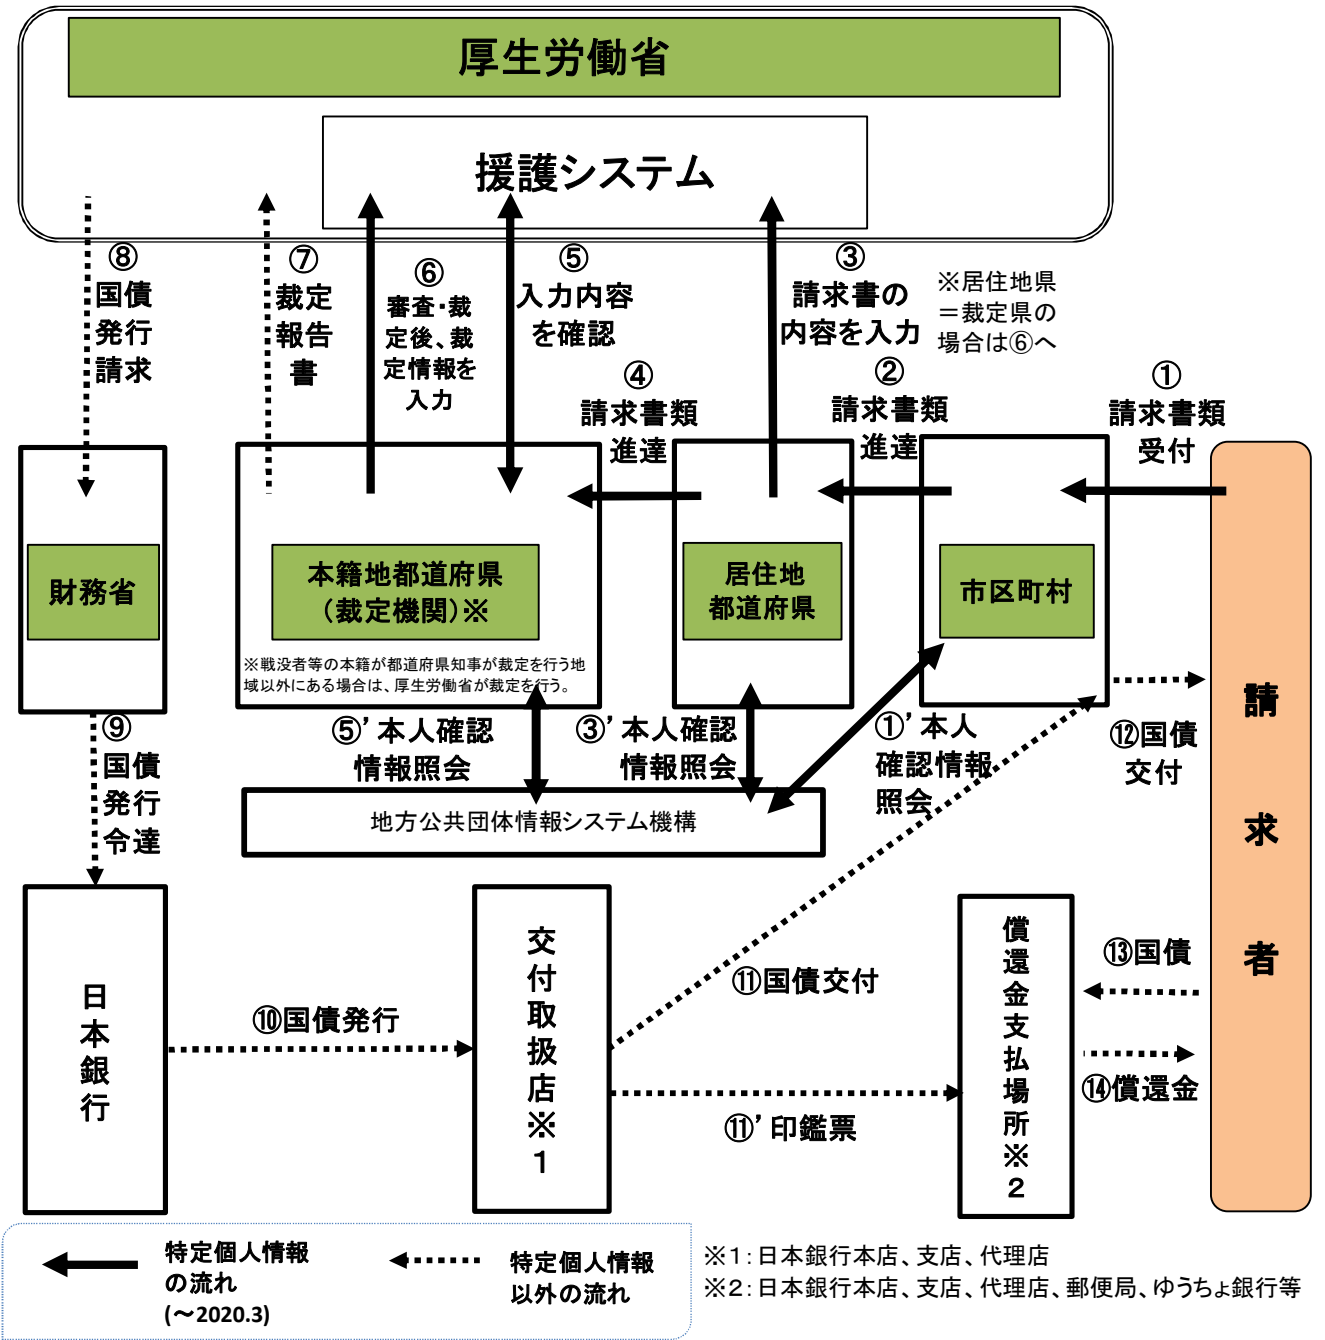 厚生労働省
援護システム
⑧
国債
発行
請求
⑦
裁定
報告
書
⑥
審査・裁
定後、裁
定情報を
入力
⑤
入力内容
を確認
③
請求書の
内容を入力
※居住地県
＝裁定県の
場合は⑥へ
④
請求書類
進達
②
請求書類
進達
①
請求書類
受付
財務省
本籍地都道府県
（裁定機関）※
※戦没者等の本籍が都道府県知事が裁定を行う地
域以外にある場合は、厚生労働省が裁定を行う。
居住地
都道府県
市区町村
請求者
⑨
国債
発行
令達
⑤’本人確認
情報照会
③’本人確認
情報照会
①’本人
確認情報
照会
⑫国債
交付
地方公共団体情報システム機構
日本銀行
⑩国債発行
交付取扱店※1
⑪国債交付
⑪’印鑑票
償還金支払場所※2
⑬国債
⑭償還金
特定個人情報
の流れ
(～2020.3)
特定個人情報
以外の流れ
※1：日本銀行本店、支店、代理店
※2：日本銀行本店、支店、代理店、郵便局、ゆうちょ銀行等